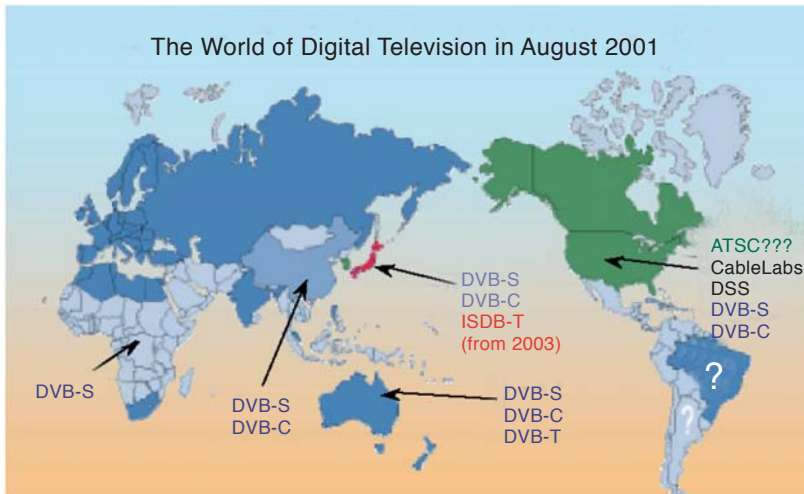 The World of Digital Television in August 2001
ATSC???
CableLabs
DSS
DVB-S
DVB-C
DVB-S
DVB-C
ISDB-T
(from 2003)
?
DVB-S
DVB-S
DVB-C
DVB-S
DVB-C
DVB-T
?